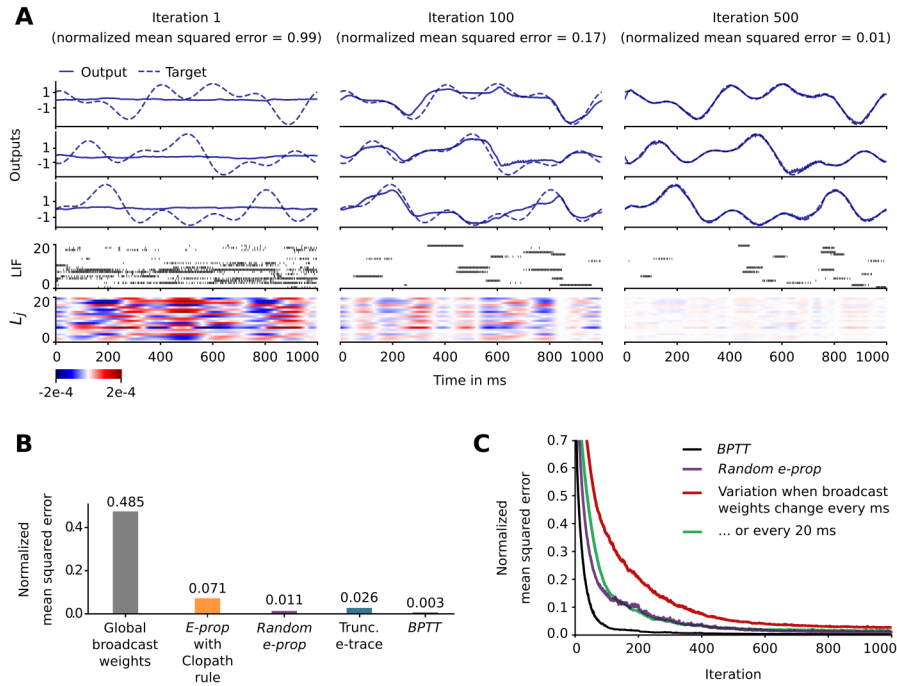 A
Iteration 1
(normalized mean squared error = 0.99)
Iteration 100
(normalized mean squared error = 0.17)
Iteration 500
(normalized mean squared error = 0.01)
Output
Target
Outputs
1
-1
1
-1
1
-1
LIF
20
0
Lj
20
0
0 200 400 600 800 1000
0 200 400 600 800 1000
0 200 400 600 800 1000
Time in ms
-2e-4 2e-4
B
Normalized
mean squared error
0.4
0.2
0.0
0.485
0.071
0.011
0.026
0.003
Global
broadcast
weights
E-prop
with
Clopath
rule
Random
e-prop
Trunc.
e-trace
BPTT
C
Normalized
mean squared error
0.7
0.6
0.5
0.4
0.3
0.2
0.1
0.0
BPTT
Random e-prop
Variation when broadcast
weights change every ms
... or every 20 ms
0 200 400 600 800 1000
Iteration